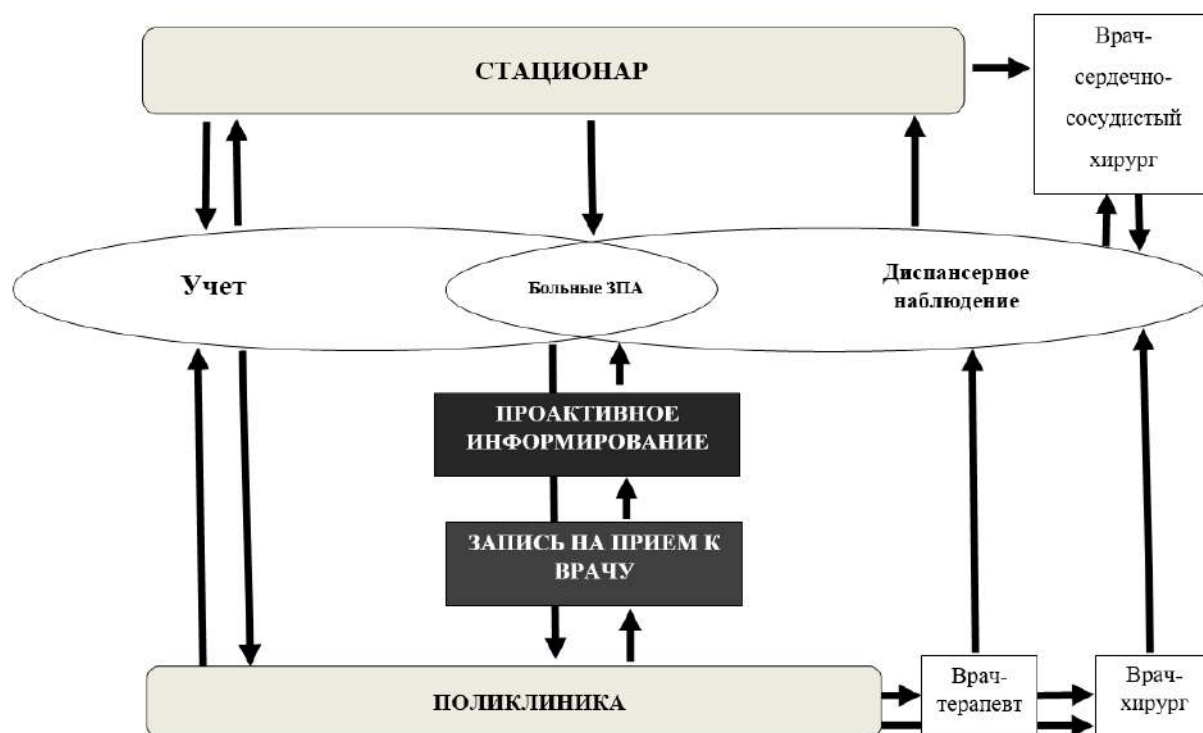 СТАЦИОНАР
Врач-
сердечно-
сосудистый
хирург
Учет
Больные ЗПА
Диспансерное
наблюдение
ПРОАКТИВНОЕ
ИНФОРМИРОВАНИЕ
ЗАПИСЬ НА ПРИЕМ К
ВРАЧУ
ПОЛИКЛИНИКА
Врач-
терапевт
Врач-
хирург